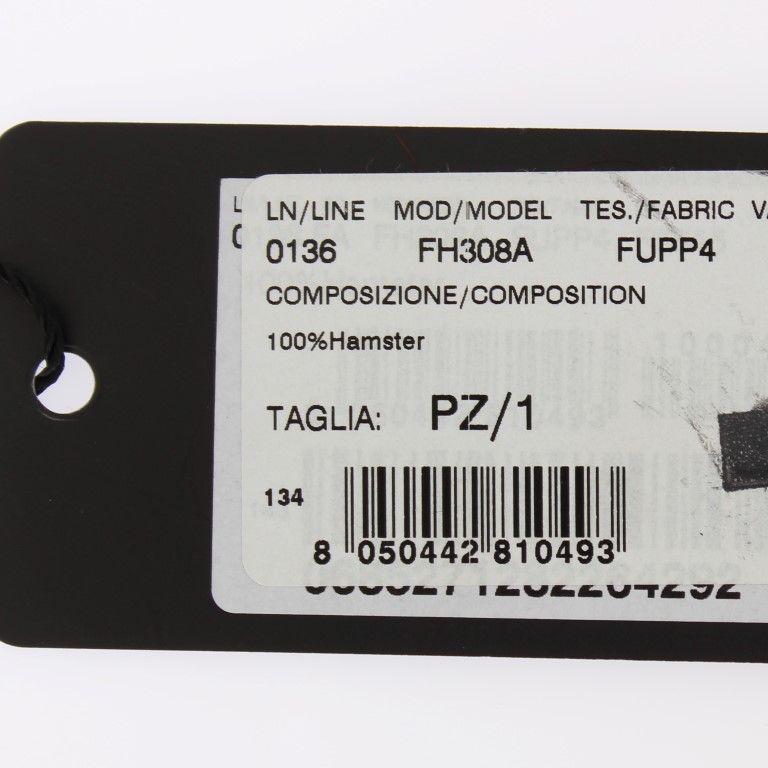 LN/LINE MOD/MODEL TES./FABRIC
0136 FH308A FUPP4
COMPOSIZIONE/COMPOSITION
100%Hamster
TAGLIA: PZ/1
134
8 050442 810493